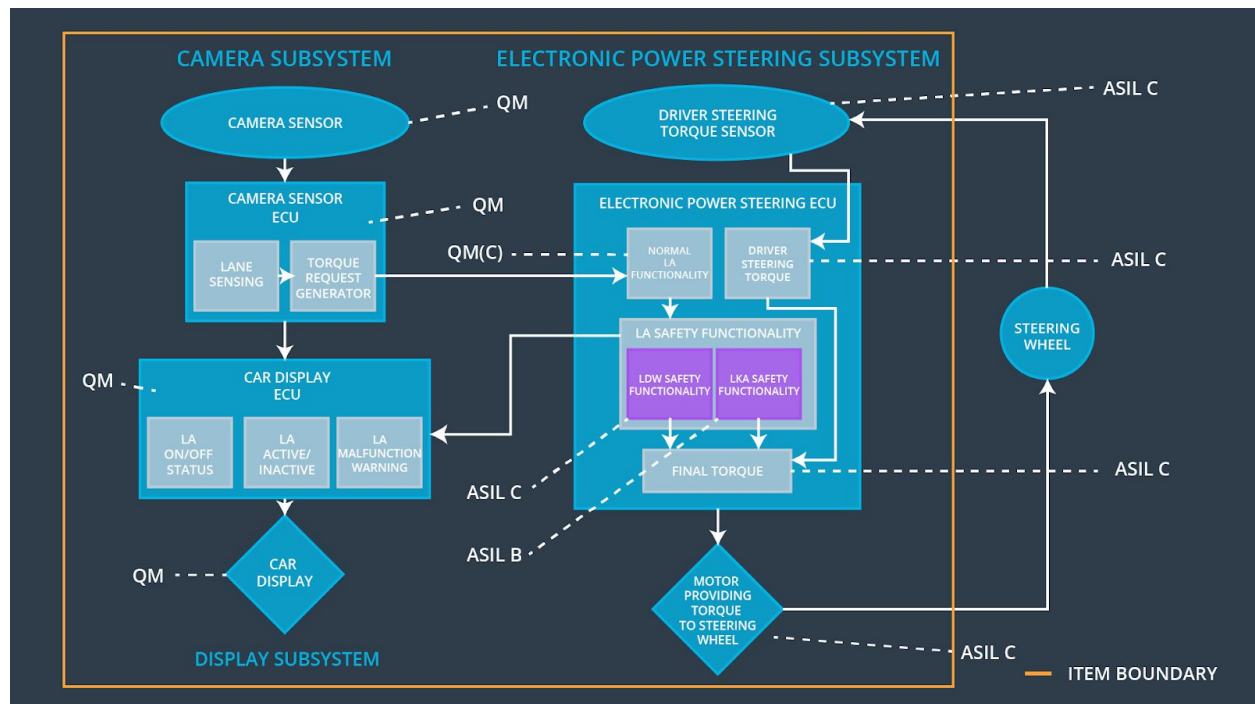 CAMERA SUBSYSTEM
ELECTRONIC POWER STEERING SUBSYSTEM
CAMERA SENSOR
QM
DRIVER STEERING
TORQUE SENSOR
ASIL C
CAMERA SENSOR
ECU
QM
LANE
SENSING
TORQUE
REQUEST
GENERATOR
ELECTRONIC POWER STEERING ECU
QM(C)
NORMAL
LA
FUNCTIONALITY
DRIVER
STEERING
TORQUE
ASIL C
LA SAFETY FUNCTIONALITY
LDW SAFETY
FUNCTIONALITY
LKA SAFETY
FUNCTIONALITY
STEERING
WHEEL
QM
CAR DISPLAY
ECU
LA
ON/OFF
STATUS
LA
ACTIVE/
INACTIVE
LA
MALFUNCTION
WARNING
FINAL TORQUE
ASIL C
ASIL C
ASIL B
QM
CAR
DISPLAY
MOTOR
PROVIDING
TORQUE
TO STEERING
WHEEL
ASIL C
DISPLAY SUBSYSTEM
ITEM BOUNDARY